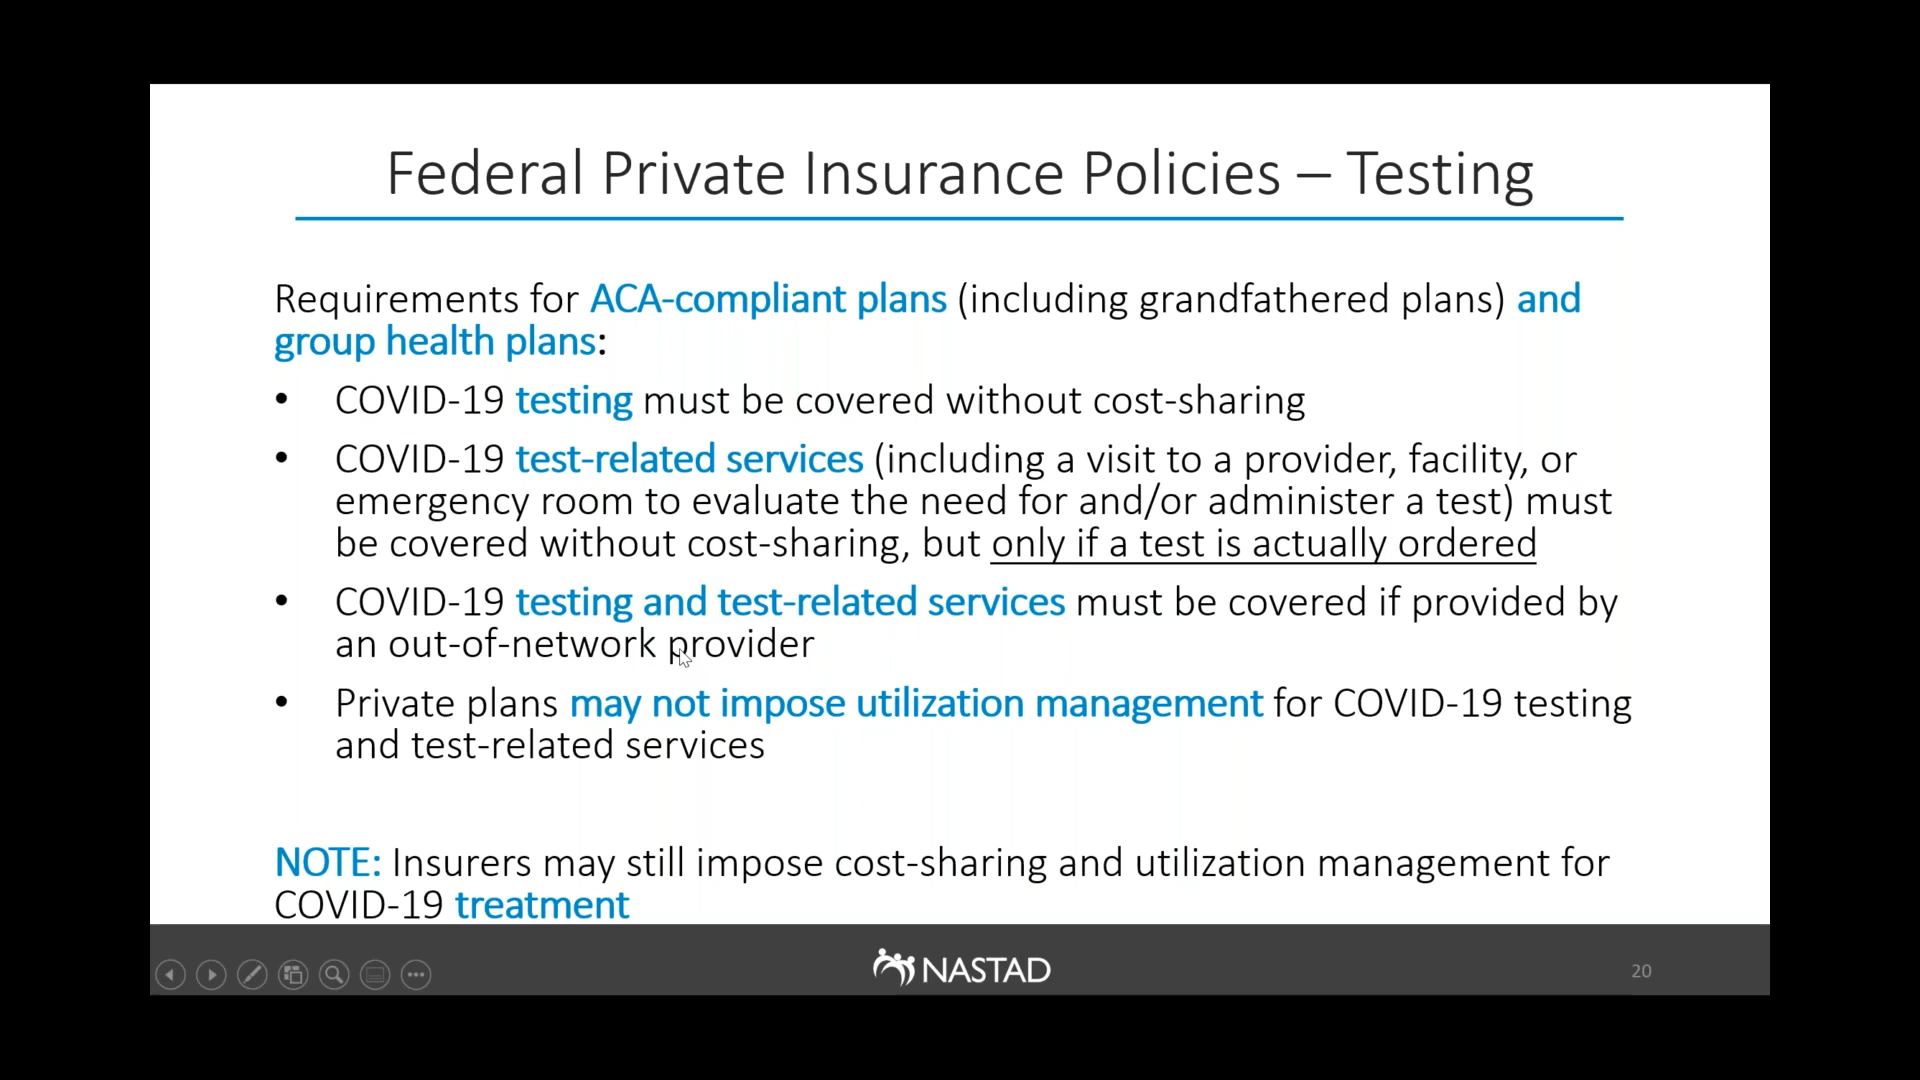 Federal Private Insurance Policies – Testing
Requirements for ACA-compliant plans (including grandfathered plans) and
group health plans:
• COVID-19 testing must be covered without cost-sharing
• COVID-19 test-related services (including a visit to a provider, facility, or
emergency room to evaluate the need for and/or administer a test) must
be covered without cost-sharing, but only if a test is actually ordered
• COVID-19 testing and test-related services must be covered if provided by
an out-of-network provider
• Private plans may not impose utilization management for COVID-19 testing
and test-related services
NOTE: Insurers may still impose cost-sharing and utilization management for
COVID-19 treatment
NASTAD
20